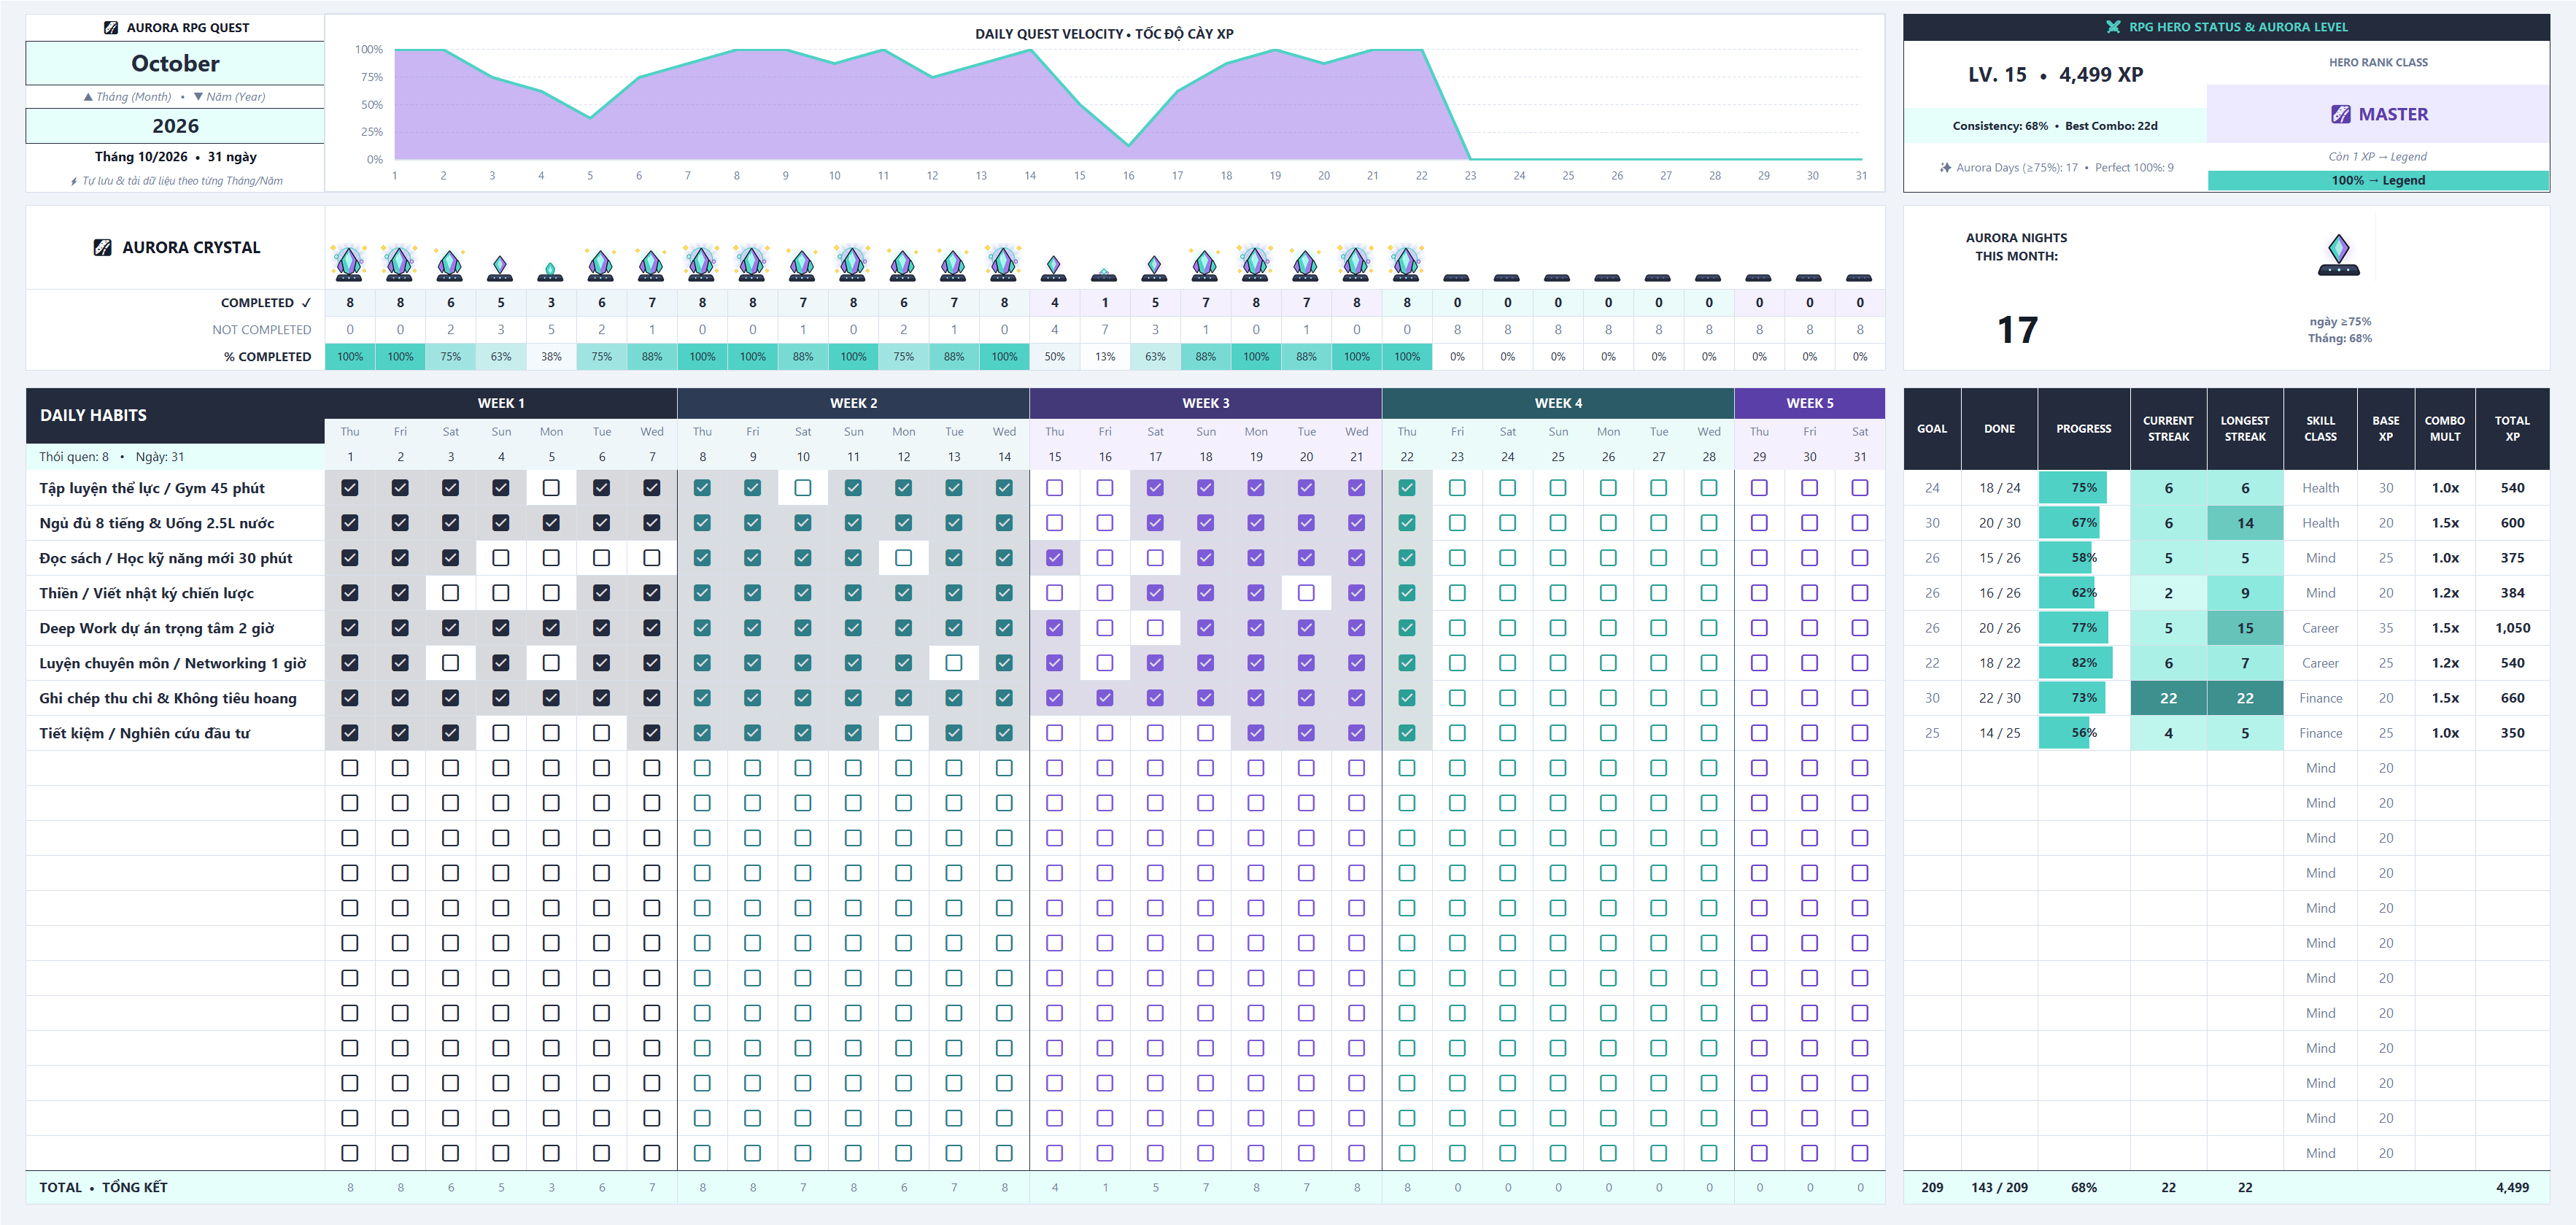 AURORA RPG QUEST
October
▲ Tháng (Month) • ▼ Năm (Year)
2026
Tháng 10/2026 • 31 ngày
Tự lưu & tải dữ liệu theo từng Tháng/Năm
DAILY QUEST VELOCITY • TỐC ĐỘ CÀY XP
100%
75%
50%
25%
0%
1 2 3 4 5 6 7 8 9 10 11 12 13 14 15 16 17 18 19 20 21 22 23 24 25 26 27 28 29 30 31
RPG HERO STATUS & AURORA LEVEL
LV. 15 • 4,499 XP
HERO RANK CLASS
MASTER
Consistency: 68% • Best Combo: 22d
Aurora Days (≥75%): 17 • Perfect 100%: 9
Còn 1 XP → Legend
100% → Legend
AURORA CRYSTAL
COMPLETED ✓ 8 8 6 5 3 6 7 8 8 7 8 6 7 8 4 1 5 7 8 7 8 8 0 0 0 0 0 0 0 0 0
NOT COMPLETED 0 0 2 3 5 2 1 0 0 1 0 2 1 0 4 7 3 1 0 1 0 0 8 8 8 8 8 8 8 8 8
% COMPLETED 100% 100% 75% 63% 38% 75% 88% 100% 100% 88% 100% 75% 88% 100% 50% 13% 63% 88% 100% 88% 100% 100% 0% 0% 0% 0% 0% 0% 0% 0% 0%
AURORA NIGHTS
THIS MONTH:
17
ngày ≥75%
Tháng: 68%
DAILY HABITS
WEEK 1 WEEK 2 WEEK 3 WEEK 4 WEEK 5
Thu Fri Sat Sun Mon Tue Wed Thu Fri Sat Sun Mon Tue Wed Thu Fri Sat Sun Mon Tue Wed Thu Fri Sat Sun Mon Tue Wed Thu Fri Sat
Thói quen: 8 • Ngày: 31 1 2 3 4 5 6 7 8 9 10 11 12 13 14 15 16 17 18 19 20 21 22 23 24 25 26 27 28 29 30 31
GOAL DONE PROGRESS CURRENT STREAK LONGEST STREAK SKILL CLASS BASE XP COMBO MULT TOTAL XP
Tập luyện thể lực / Gym 45 phút 24 18 / 24 75% 6 6 Health 30 1.0x 540
Ngủ đủ 8 tiếng & Uống 2.5L nước 30 20 / 30 67% 6 14 Health 20 1.5x 600
Đọc sách / Học kỹ năng mới 30 phút 26 15 / 26 58% 5 5 Mind 25 1.0x 375
Thiền / Viết nhật ký chiến lược 26 16 / 26 62% 2 9 Mind 20 1.2x 384
Deep Work dự án trọng tâm 2 giờ 26 20 / 26 77% 5 15 Career 35 1.5x 1,050
Luyện chuyên môn / Networking 1 giờ 22 18 / 22 82% 6 7 Career 25 1.2x 540
Ghi chép thu chi & Không tiêu hoang 30 22 / 30 73% 22 22 Finance 20 1.5x 660
Tiết kiệm / Nghiên cứu đầu tư 25 14 / 25 56% 4 5 Finance 25 1.0x 350
Mind 20
Mind 20
Mind 20
Mind 20
Mind 20
Mind 20
Mind 20
Mind 20
Mind 20
Mind 20
Mind 20
Mind 20
TOTAL • TỔNG KẾT 8 8 6 5 3 6 7 8 8 7 8 6 7 8 4 1 5 7 8 7 8 8 0 0 0 0 0 0 0 0 0 209 143 / 209 68% 22 22 4,499